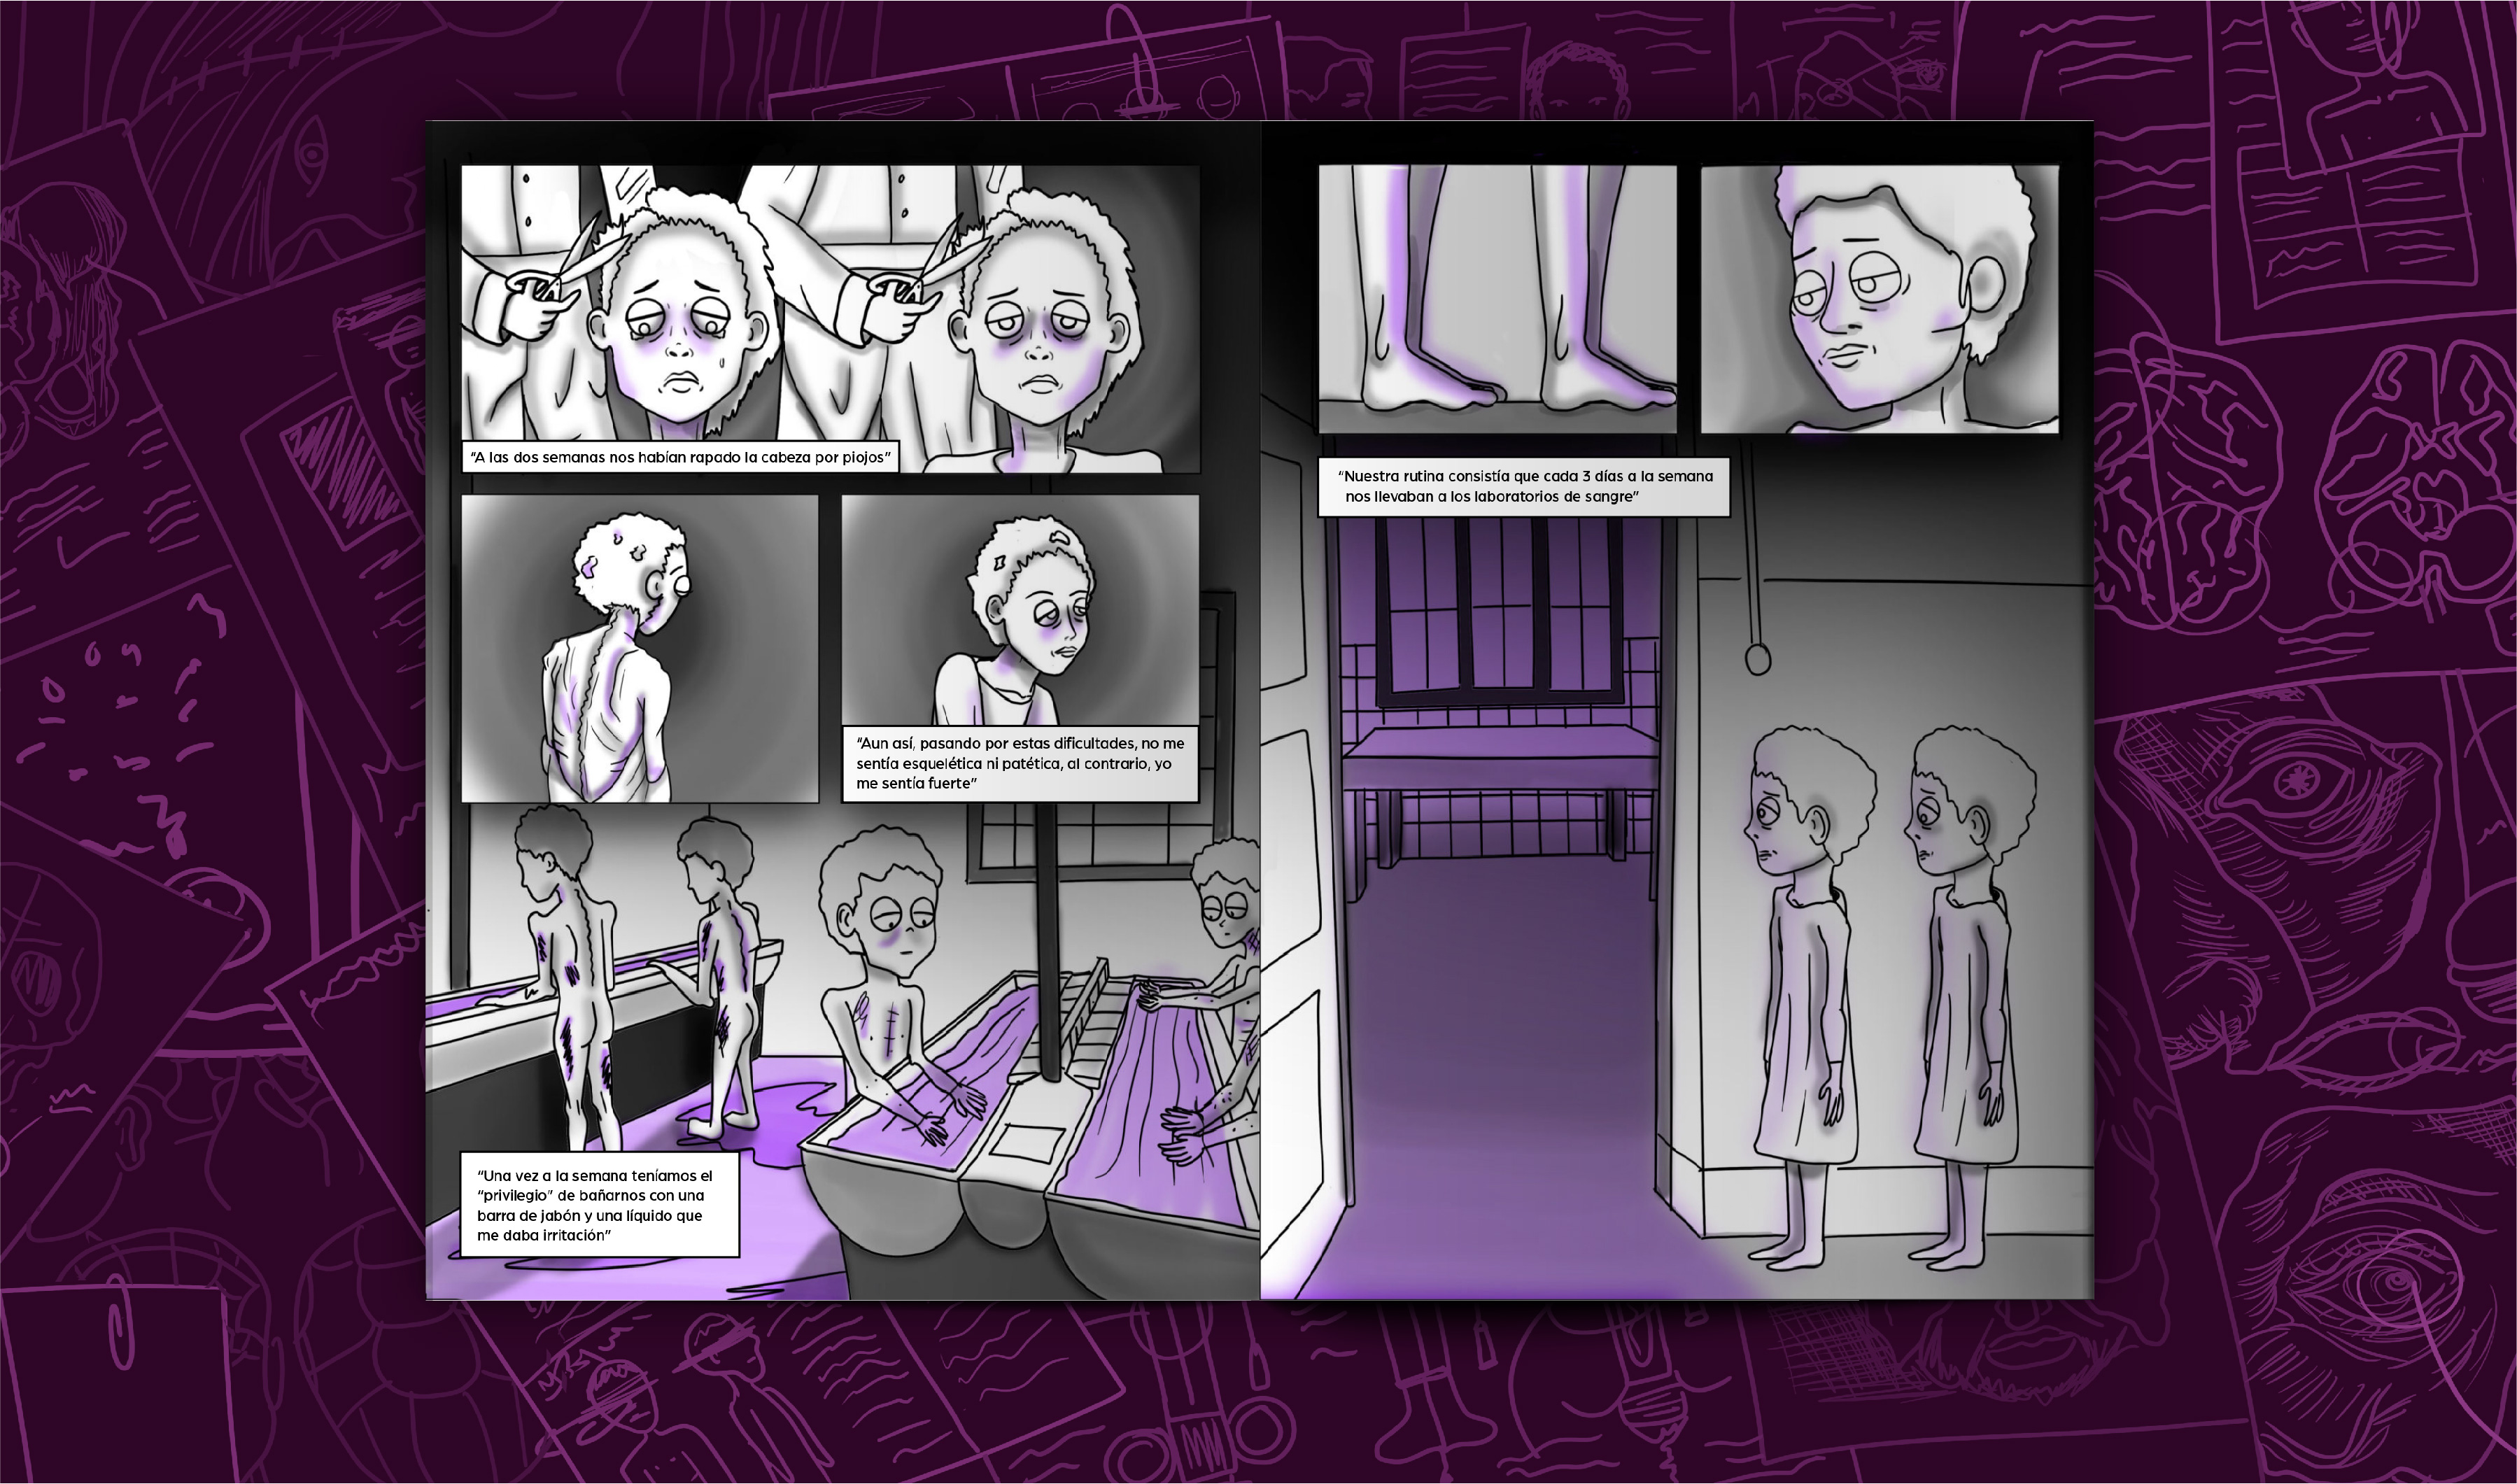 “A las dos semanas nos habían rapado la cabeza por piojos”
“Aun así, pasando por estas dificultades, no me
sentía esquelética ni patética, al contrario, yo
me sentía fuerte”
“Una vez a la semana teníamos el
“privilegio” de bañarnos con una
barra de jabón y una líquido que
me daba irritación”
“Nuestra rutina consistía que cada 3 días a la semana
nos llevaban a los laboratorios de sangre”